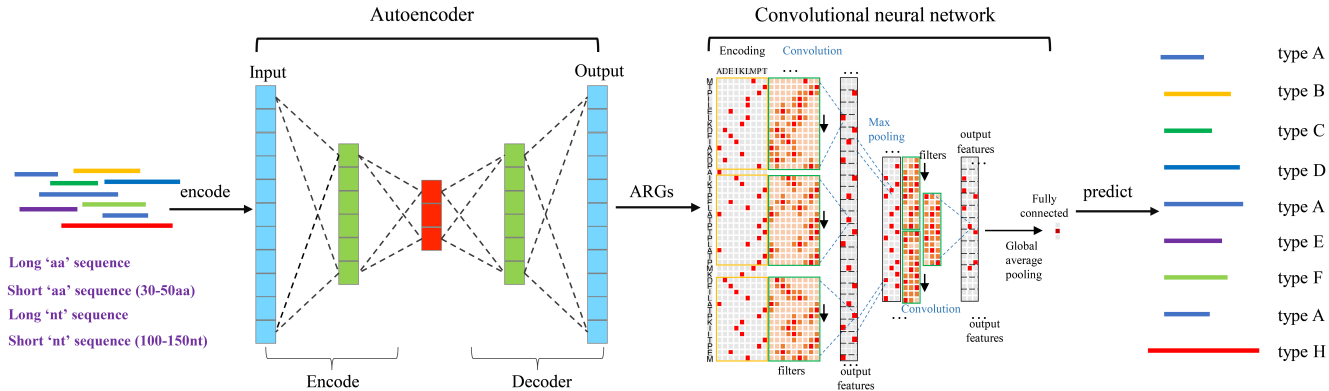 Autoencoder
Convolutional neural network
Input
Output
Encoding
Convolution
...
ADEIKLMPT
encode
ARGs
Max
pooling
filters
output
features
Fully
connected
predict
Global
average
pooling
Convolution
output
features
filters
output
features
Encode
Decoder
Long ‘aa’ sequence
Short ‘aa’ sequence (30-50aa)
Long ‘nt’ sequence
Short ‘nt’ sequence (100-150nt)
type A
type B
type C
type D
type A
type E
type F
type A
type H